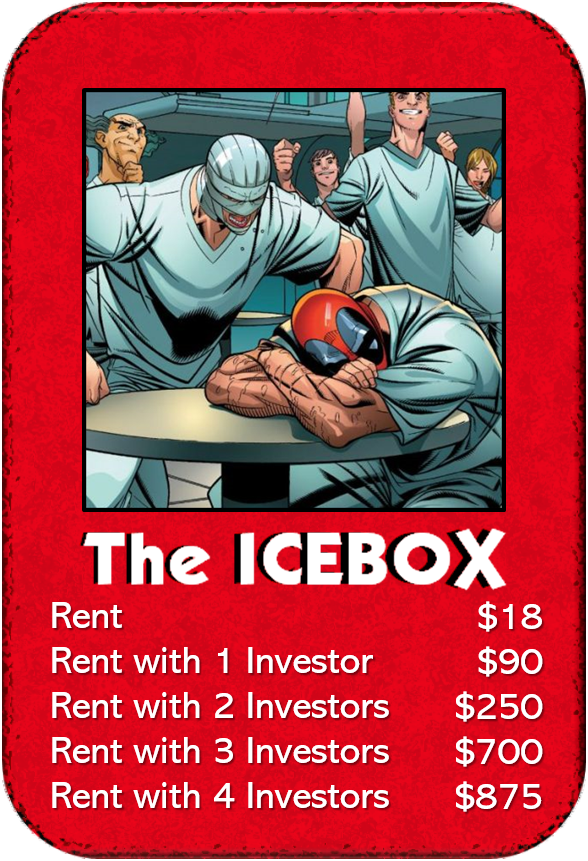 The ICEBOX
Rent $18
Rent with 1 Investor $90
Rent with 2 Investors $250
Rent with 3 Investors $700
Rent with 4 Investors $875